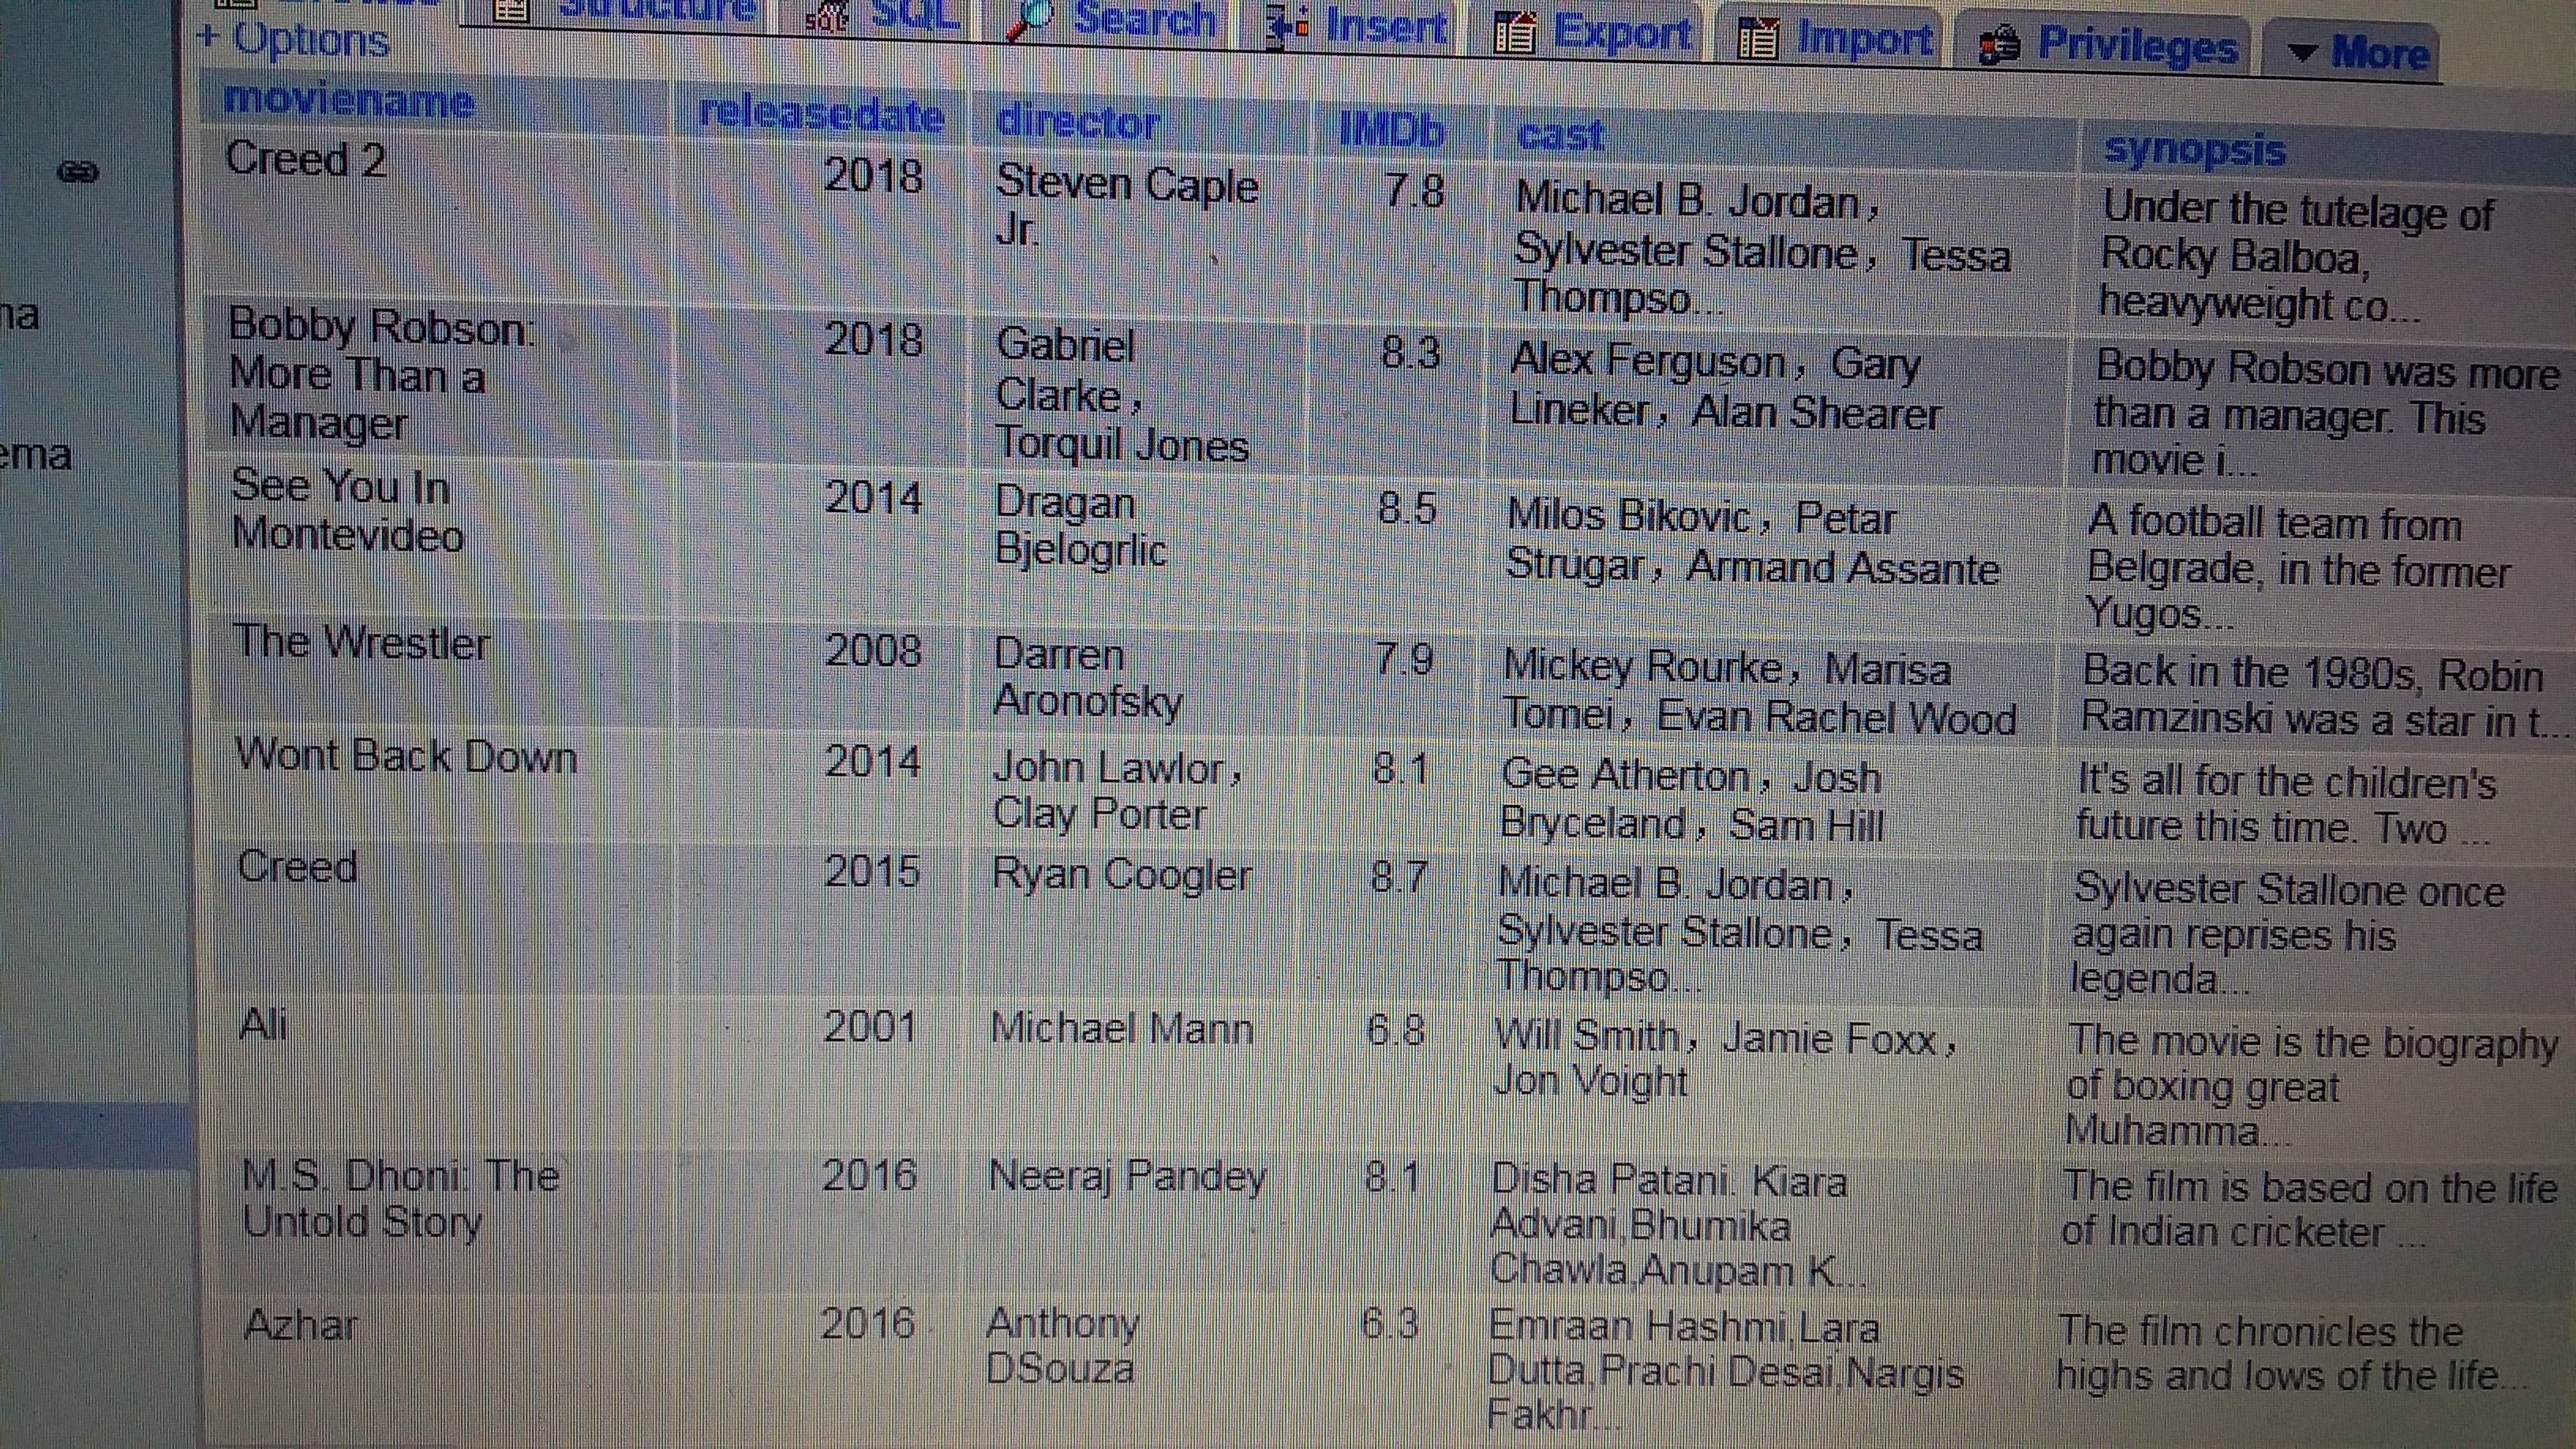 Structure SQL Search Insert Export Import Privileges More
+ Options
moviename releasedate director IMDb cast synopsis
Creed 2 2018 Steven Caple Jr. 7.8 Michael B. Jordan, Sylvester Stallone, Tessa Thompso... Under the tutelage of Rocky Balboa, heavyweight co...
Bobby Robson: More Than a Manager 2018 Gabriel Clarke, Torquil Jones 8.3 Alex Ferguson, Gary Lineker, Alan Shearer Bobby Robson was more than a manager. This movie i...
See You In Montevideo 2014 Dragan Bjelogrlic 8.5 Milos Bikovic, Petar Strugar, Armand Assante A football team from Belgrade, in the former Yugos...
The Wrestler 2008 Darren Aronofsky 7.9 Mickey Rourke, Marisa Tomei, Evan Rachel Wood Back in the 1980s, Robin Ramzinski was a star in t...
Wont Back Down 2014 John Lawlor, Clay Porter 8.1 Gee Atherton, Josh Bryceland, Sam Hill It's all for the children's future this time. Two ...
Creed 2015 Ryan Coogler 8.7 Michael B. Jordan, Sylvester Stallone, Tessa Thompso... Sylvester Stallone once again reprises his legenda...
Ali 2001 Michael Mann 6.8 Will Smith, Jamie Foxx, Jon Voight The movie is the biography of boxing great Muhamma...
M.S. Dhoni: The Untold Story 2016 Neeraj Pandey 8.1 Disha Patani. Kiara Advani,Bhumika Chawla,Anupam K... The film is based on the life of Indian cricketer ...
Azhar 2016 Anthony DSouza 6.3 Emraan Hashmi,Lara Dutta,Prachi Desai,Nargis Fakhr... The film chronicles the highs and lows of the life...